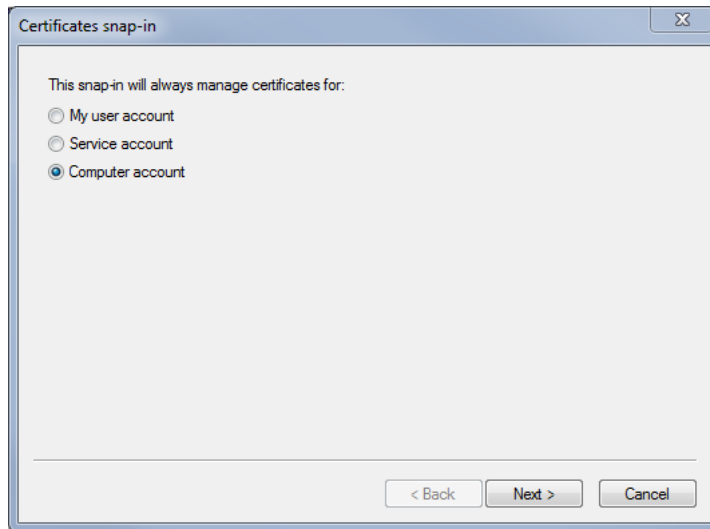 Certificates snap-in
This snap-in will always manage certificates for:
My user account
Service account
Computer account
< Back Next > Cancel